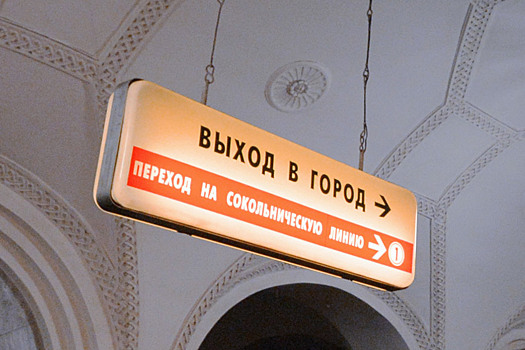 ВЫХОД В ГОРОД →
ПЕРЕХОД НА СОКОЛЬНИЧЕСКУЮ ЛИНИЮ → 1